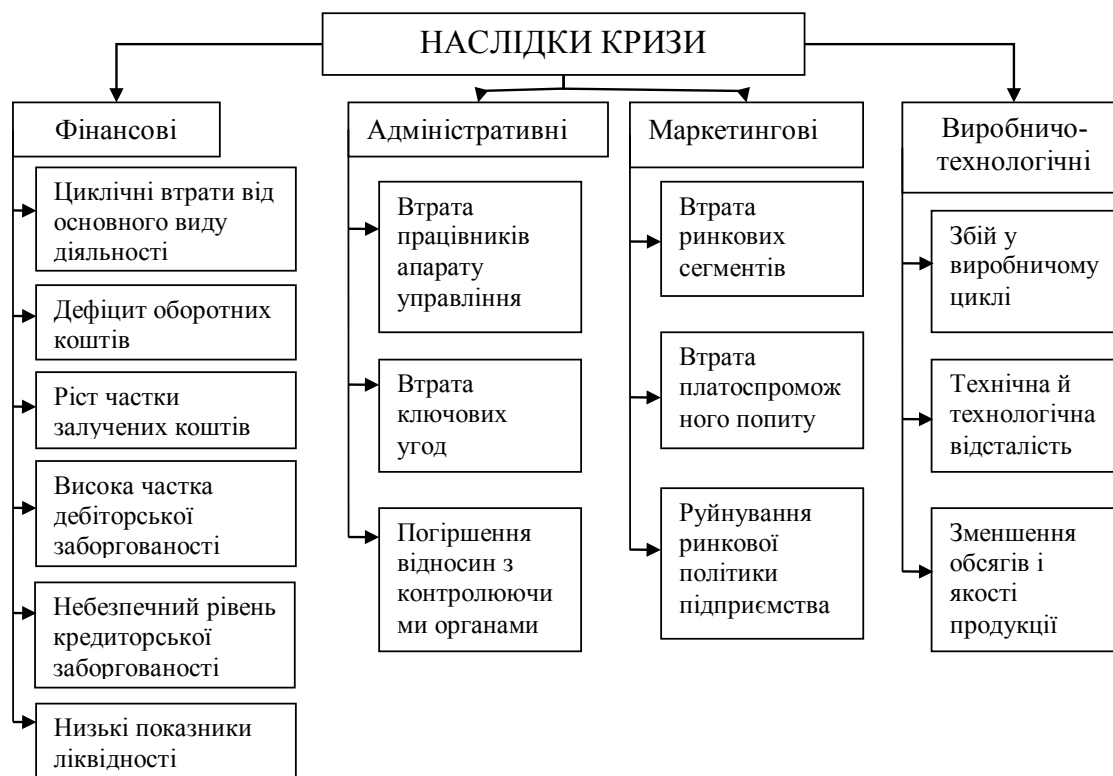 НАСЛІДКИ КРИЗИ
Фінансові
Циклічні втрати від
основного виду
діяльності
Дефіцит оборотних
коштів
Ріст частки
залучених коштів
Висока частка
дебіторської
заборгованості
Небезпечний рівень
кредиторської
заборгованості
Низькі показники
ліквідності
Адміністративні
Втрата
працівників
апарату
управління
Втрата
ключових
угод
Погіршення
відносин з
контролюючи
ми органами
Маркетингові
Втрата
ринкових
сегментів
Втрата
платоспромож
ного попиту
Руйнування
ринкової
політики
підприємства
Виробничо-
технологічні
Збій у
виробничому
циклі
Технічна й
технологічна
відсталість
Зменшення
обсягів і
якості
продукції